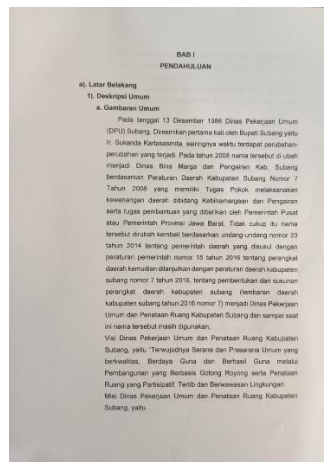 BAB I
PENDAHULUAN
a). Latar Belakang
1). Deskripsi Umum
a. Gambaran Umum
Pada tanggal 13 Desember 1986 Dinas Pekerjaan Umum
(DPU) Subang, Diresmikan pertama kali oleh Bupati Subang yaitu
Ir. Sukanda Kartasasmita, seiringnya waktu terdapat perubahan-
perubahan yang terjadi. Pada tahun 2008 nama tersebut di ubah
menjadi Dinas Bina Marga dan Pengairan Kab. Subang
berdasarkan Peraturan Daerah Kabupaten Subang Nomor 7
Tahun 2008 yang memiliki Tugas Pokok melaksanakan
kewenangan daerah dibidang Kebinamargaan dan Pengairan
serta tugas pembantuan yang diberikan oleh Pemerintah Pusat
atau Pemerintah Provinsi Jawa Barat. Tidak cukup itu nama
tersebut dirubah kembali berdasarkan undang-undang nomor 23
tahun 2014 tentang pemerintah daerah yang disusul dengan
peraturan pemerintah nomor 18 tahun 2016 tentang perangkat
daerah kemudian dilanjutkan dengan peraturan daerah kabupaten
subang nomor 7 tahun 2016, tentang pembentukan dan susunan
perangkat daerah kabupaten subang (lembaran daerah
kabupaten subang tahun 2016 nomor 7) menjadi Dinas Pekerjaan
Umum dan Penataan Ruang Kabupaten Subang dan sampai saat
ini nama tersebut masih digunakan.
Visi Dinas Pekerjaan Umum dan Penataan Ruang Kabupaten
Subang, yaitu "Terwujudnya Sarana dan Prasarana Umum yang
berkwalitas, Berdaya Guna dan Berhasil Guna melalui
Pembangunan yang Berbasis Gotong Royong serta Penataan
Ruang yang Partisipatif, Tertib dan Berwawasan Lingkungan.
Misi Dinas Pekerjaan Umum dan Penataan Ruang Kabupaten
Subang, yaitu